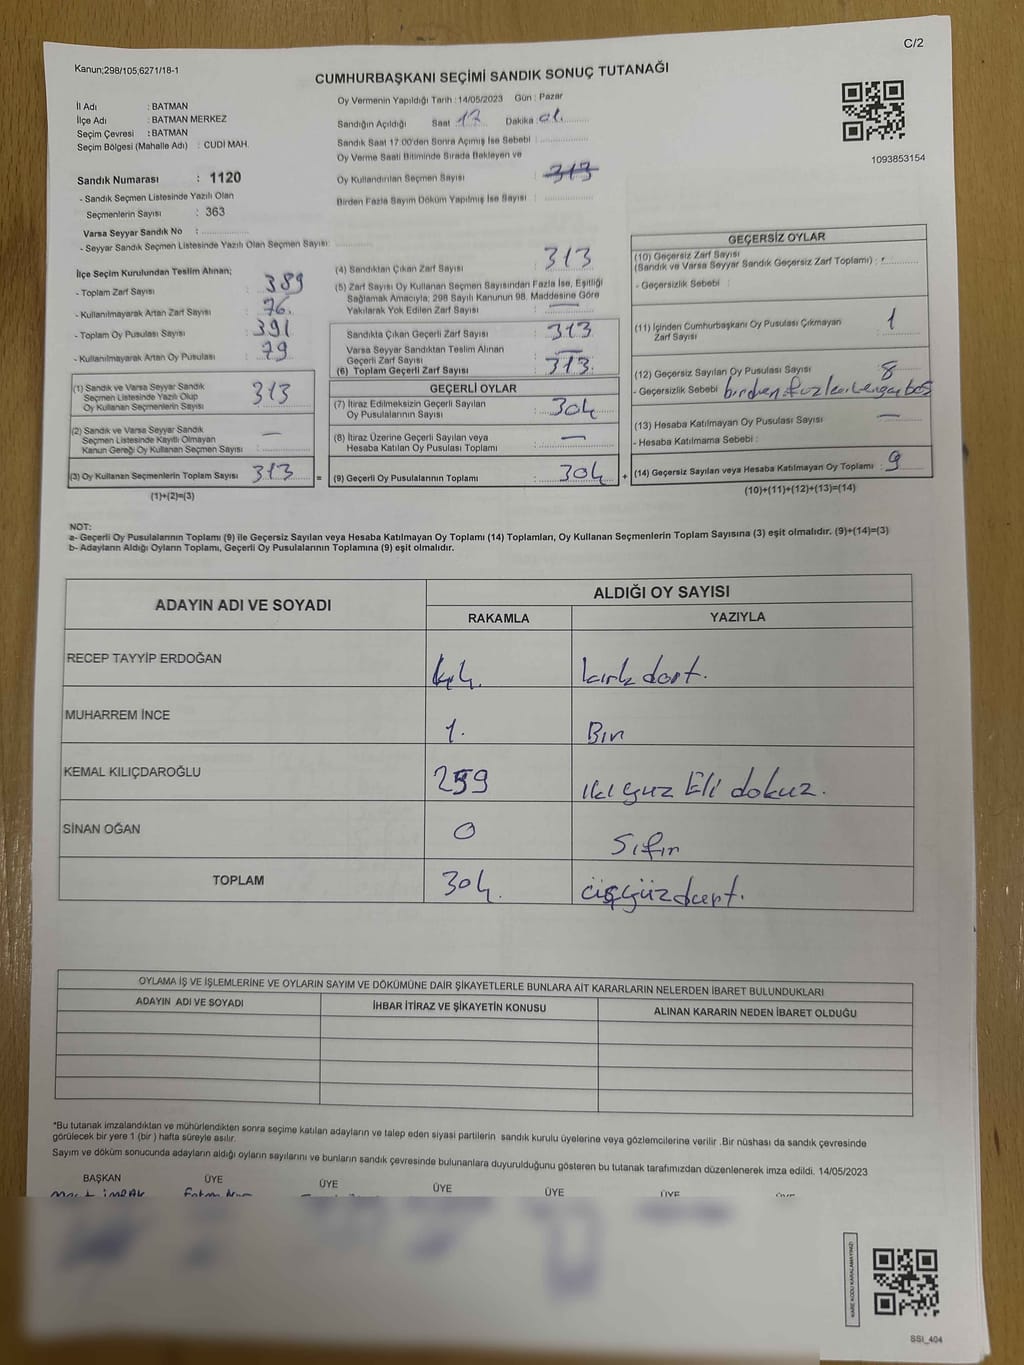 C/2
Kanun;298/105;6271/18-1
CUMHURBAŞKANI SEÇİMİ SANDIK SONUÇ TUTANAĞI
İl Adı : BATMAN
İlçe Adı : BATMAN MERKEZ
Seçim Çevresi : BATMAN
Seçim Bölgesi (Mahalle Adı) : CUDİ MAH.
Sandık Numarası : 1120
- Sandık Seçmen Listesinde Yazılı Olan
Seçmenlerin Sayısı : 363
Varsa Seyyar Sandık No :
- Seyyar Sandık Seçmen Listesinde Yazılı Olan Seçmen Sayısı:
Oy Vermenin Yapıldığı Tarih : 14/05/2023 Gün : Pazar
Sandığın Açıldığı Saat 17 Dakika
Sandık Saat 17:00'den Sonra Açımış İse Sebebi :
Oy Verme Saati Bitiminde Sırada Bekleyen ve
Oy Kullandırılan Seçmen Sayısı : 313
Birden Fazla Sayım Döküm Yapılmış İse Sayısı :
1093853154
İlçe Seçim Kurulundan Teslim Alınan;
- Toplam Zarf Sayısı : 389
- Kullanılmayarak Artan Zarf Sayısı : 76.
- Toplam Oy Pusulası Sayısı : 391
- Kullanılmayarak Artan Oy Pusulası : 79
(1) Sandık ve Varsa Seyyar Sandık
Seçmen Listesinde Yazılı Olup
Oy Kullanan Seçmenlerin Sayısı : 313
(2) Sandık ve Varsa Seyyar Sandık
Seçmen Listesinde Kayıtlı Olmayan
Kanun Gereği Oy Kullanan Seçmen Sayısı : —
(3) Oy Kullanan Seçmenlerin Toplam Sayısı : 313 =
(1)+(2)=(3)
(4) Sandıktan Çıkan Zarf Sayısı : 313
(5) Zarf Sayısı Oy Kullanan Seçmen Sayısından Fazla İse, Eşitliği
Sağlamak Amacıyla; 298 Sayılı Kanunun 98. Maddesine Göre
Yakılarak Yok Edilen Zarf Sayısı : —
Sandıkta Çıkan Geçerli Zarf Sayısı : 313
Varsa Seyyar Sandıktan Teslim Alınan
Geçerli Zarf Sayısı : —
(6) Toplam Geçerli Zarf Sayısı : 313.
GEÇERLİ OYLAR
(7) İtiraz Edilmeksizin Geçerli Sayılan
Oy Pusulalarının Sayısı : 304
(8) İtiraz Üzerine Geçerli Sayılan veya
Hesaba Katılan Oy Pusulası Toplamı : —
(9) Geçerli Oy Pusulalarının Toplamı : 304 +
GEÇERSİZ OYLAR
(10) Geçersiz Zarf Sayısı
(Sandık ve Varsa Seyyar Sandık Geçersiz Zarf Toplamı) :
- Geçersizlik Sebebi :
(11) İçinden Cumhurbaşkanı Oy Pusulası Çıkmayan
Zarf Sayısı : 1
(12) Geçersiz Sayılan Oy Pusulası Sayısı : 8
- Geçersizlik Sebebi : birden fazla
(13) Hesaba Katılmayan Oy Pusulası Sayısı : —
- Hesaba Katılmama Sebebi :
(14) Geçersiz Sayılan veya Hesaba Katılmayan Oy Toplamı : 9
(10)+(11)+(12)+(13)=(14)
NOT:
a- Geçerli Oy Pusulalarının Toplamı (9) ile Geçersiz Sayılan veya Hesaba Katılmayan Oy Toplamı (14) Toplamları, Oy Kullanan Seçmenlerin Toplam Sayısına (3) eşit olmalıdır. (9)+(14)=(3)
b- Adayların Aldığı Oyların Toplamı, Geçerli Oy Pusulalarının Toplamına (9) eşit olmalıdır.
ADAYIN ADI VE SOYADI
ALDIĞI OY SAYISI
RAKAMLA YAZIYLA
RECEP TAYYİP ERDOĞAN 44. kırk dört.
MUHARREM İNCE 1. Bir
KEMAL KILIÇDAROĞLU 259 iki yuz Eli dokuz.
SİNAN OĞAN 0 Sıfır
TOPLAM 304. üçyüzdört.
OYLAMA İŞ VE İŞLEMLERİNE VE OYLARIN SAYIM VE DÖKÜMÜNE DAİR ŞİKAYETLERLE BUNLARA AİT KARARLARIN NELERDEN İBARET BULUNDUKLARI
ADAYIN ADI VE SOYADI İHBAR İTİRAZ VE ŞİKAYETİN KONUSU ALINAN KARARIN NEDEN İBARET OLDUĞU
*Bu tutanak imzalandıktan ve mühürlendikten sonra seçime katılan adayların ve talep eden siyasi partilerin sandık kurulu üyelerine veya gözlemcilerine verilir .Bir nüshası da sandık çevresinde
görülecek bir yere 1 (bir ) hafta süreyle asılır.
Sayım ve döküm sonucunda adayların aldığı oyların sayılarını ve bunların sandık çevresinde bulunanlara duyurulduğunu gösteren bu tutanak tarafımızdan düzenlenerek imza edildi. 14/05/2023
BAŞKAN ÜYE ÜYE ÜYE ÜYE ÜYE
SSI_404